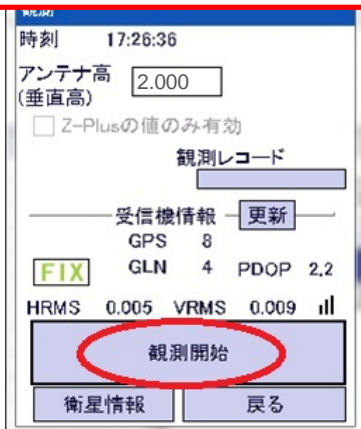 観測
時刻 17:26:36
アンテナ高 2.000
(垂直高)
Z-Plusの値のみ有効
観測レコード
受信機情報 更新
GPS 8
FIX GLN 4 PDOP 2.2
HRMS 0.005 VRMS 0.009
観測開始
衛星情報 戻る